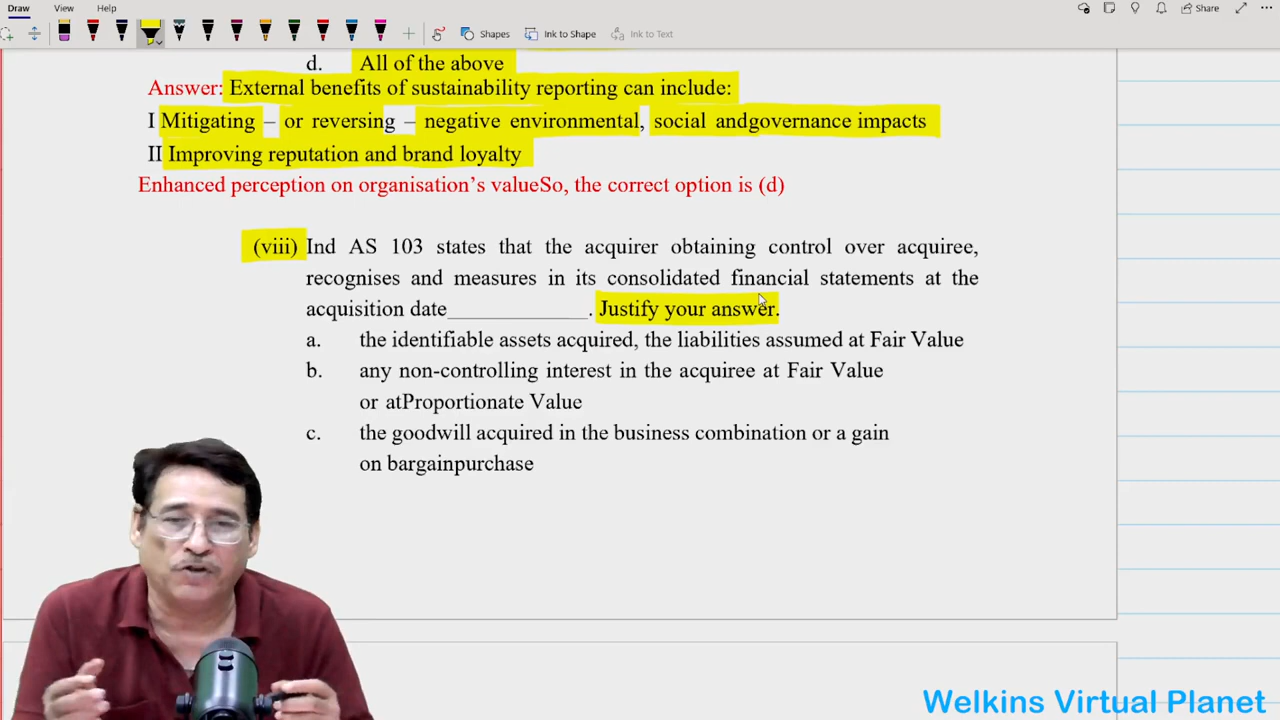 Draw View Help
Share
Shapes Ink to Shape Ink to Text
d. All of the above
Answer: External benefits of sustainability reporting can include:
I Mitigating – or reversing – negative environmental, social andgovernance impacts
II Improving reputation and brand loyalty
Enhanced perception on organisation's valueSo, the correct option is (d)
(viii) Ind AS 103 states that the acquirer obtaining control over acquiree,
recognises and measures in its consolidated financial statements at the
acquisition date____________. Justify your answer.
a. the identifiable assets acquired, the liabilities assumed at Fair Value
b. any non-controlling interest in the acquiree at Fair Value
or atProportionate Value
c. the goodwill acquired in the business combination or a gain
on bargainpurchase
Welkins Virtual Planet